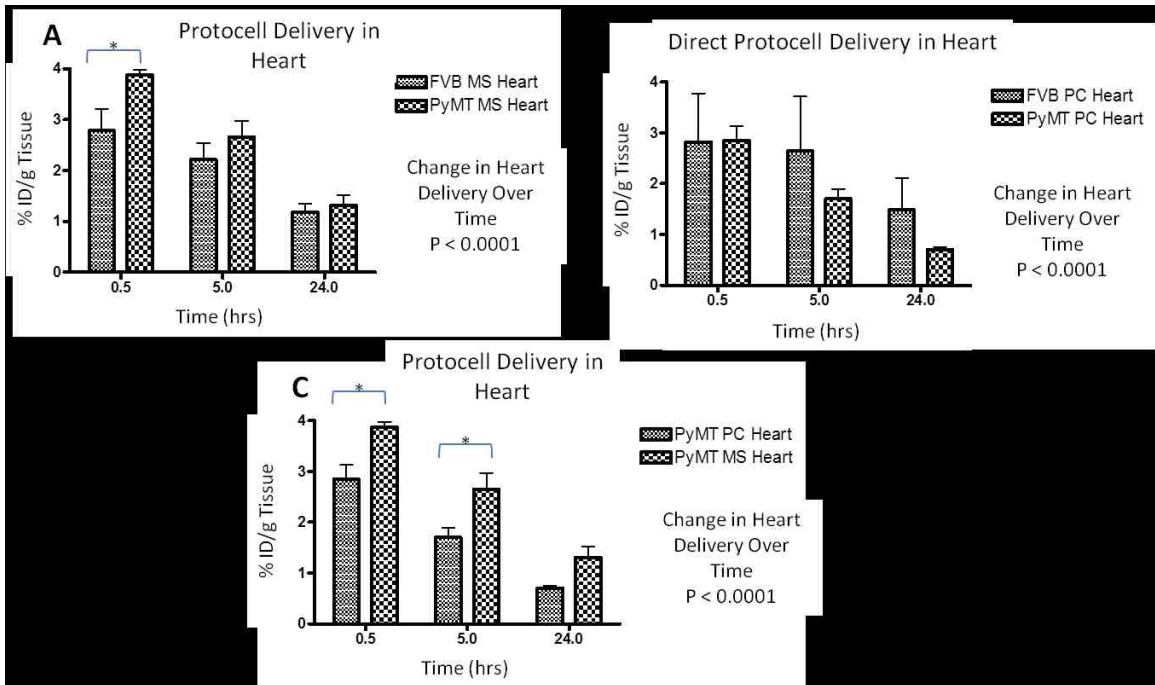 A
Protocell Delivery in
Heart
*
4
3
2
1
0
% ID/g Tissue
0.5
5.0
24.0
Time (hrs)
FVB MS Heart
PyMT MS Heart
Change in Heart
Delivery Over
Time
P < 0.0001
Direct Protocell Delivery in Heart
4
3
2
1
0
% ID/g Tissue
0.5
5.0
24.0
Time (hrs)
FVB PC Heart
PyMT PC Heart
Change in Heart
Delivery Over
Time
P < 0.0001
C
Protocell Delivery in
Heart
*
*
4
3
2
1
0
% ID/g Tissue
0.5
5.0
24.0
Time (hrs)
PyMT PC Heart
PyMT MS Heart
Change in Heart
Delivery Over
Time
P < 0.0001